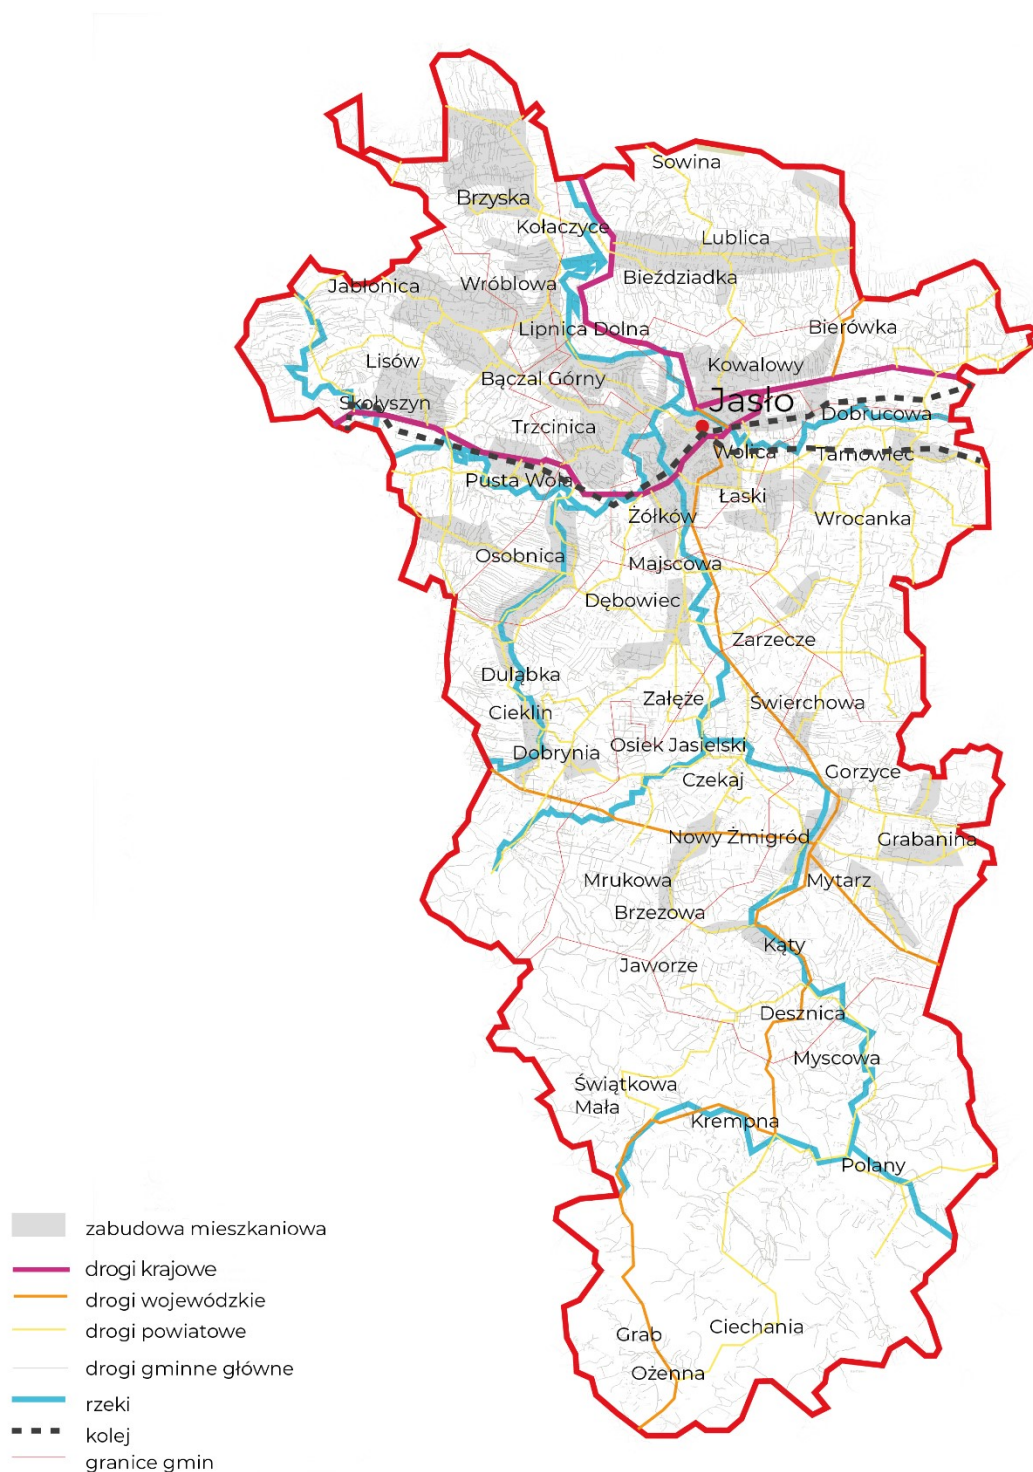 Sowina
Brzyska
Kołaczyce
Lublica
Bieździadka
Jabłonica
Wróblowa
Lipnica Dolna
Bierówka
Lisów
Kowalowy
Bączal Górny
Skołyszyn
Jasło
Dobrucowa
Trzcinica
Wolica
Tarnowiec
Pusta Wola
Łaski
Żółków
Wrocanka
Osobnica
Majscowa
Dębowiec
Zarzecze
Duląbka
Załęże
Świerchowa
Cieklin
Dobrynia
Osiek Jasielski
Czekaj
Gorzyce
Nowy Żmigród
Grabanina
Mrukowa
Mytarz
Brzezowa
Kąty
Jaworze
Desznica
Myscowa
Świątkowa
Mała
Krempna
Polany
Grab
Ciechania
Ożenna
zabudowa mieszkaniowa
drogi krajowe
drogi wojewódzkie
drogi powiatowe
drogi gminne główne
rzeki
kolej
granice gmin